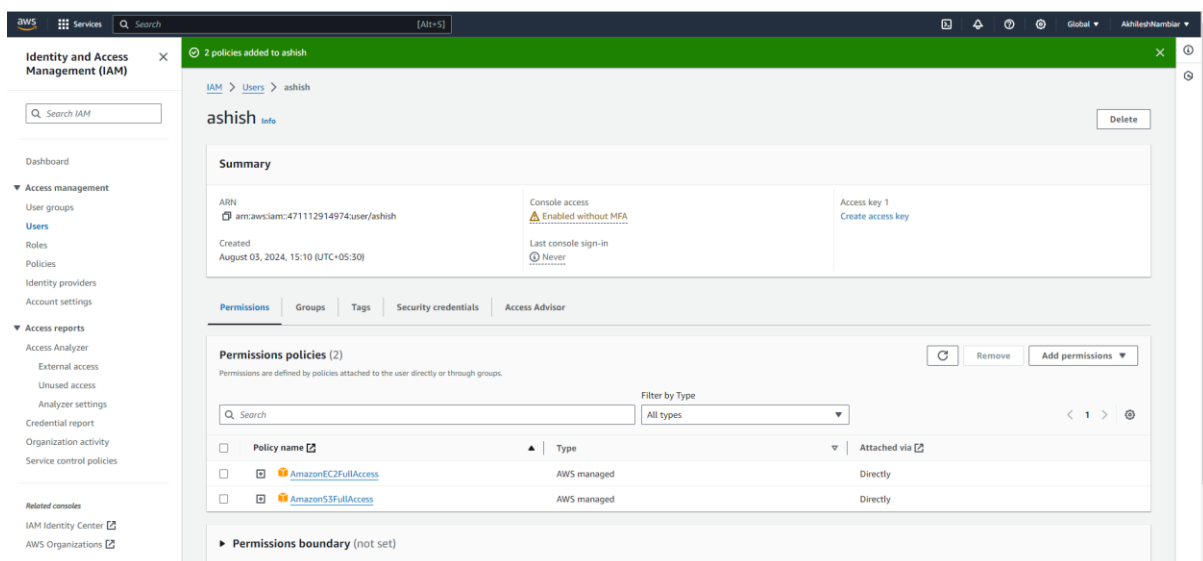 aws Services Search [Alt+S] Global AkhileshNambiar
Identity and Access Management (IAM)
Search IAM
Dashboard
Access management
User groups
Users
Roles
Policies
Identity providers
Account settings
Access reports
Access Analyzer
External access
Unused access
Analyzer settings
Credential report
Organization activity
Service control policies
Related consoles
IAM Identity Center
AWS Organizations
2 policies added to ashish
IAM > Users > ashish
ashish Info Delete
Summary
ARN Console access Access key 1
arn:aws:iam::471112914974:user/ashish Enabled without MFA Create access key
Created Last console sign-in
August 03, 2024, 15:10 (UTC+05:30) Never
Permissions Groups Tags Security credentials Access Advisor
Permissions policies (2) Remove Add permissions
Permissions are defined by policies attached to the user directly or through groups.
Filter by Type
Search All types 1
Policy name Type Attached via
AmazonEC2FullAccess AWS managed Directly
AmazonS3FullAccess AWS managed Directly
Permissions boundary (not set)